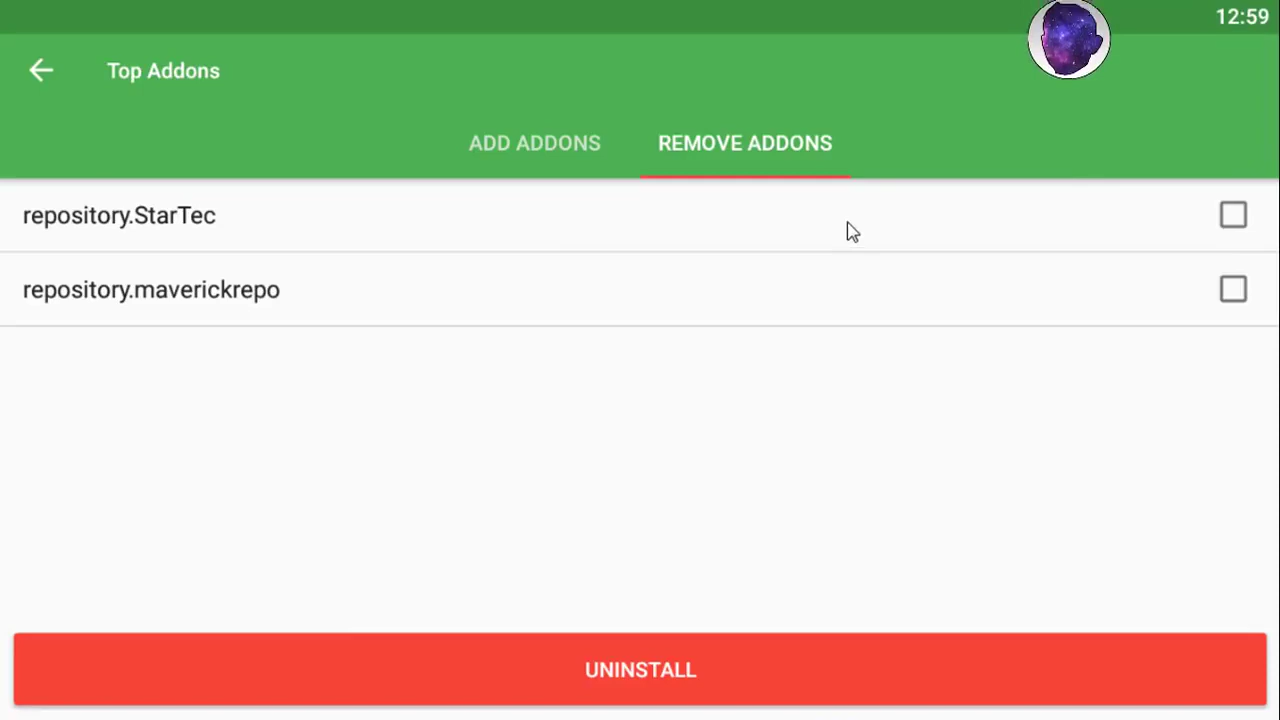 12:59
Top Addons
ADD ADDONS
REMOVE ADDONS
repository.StarTec
repository.maverickrepo
UNINSTALL